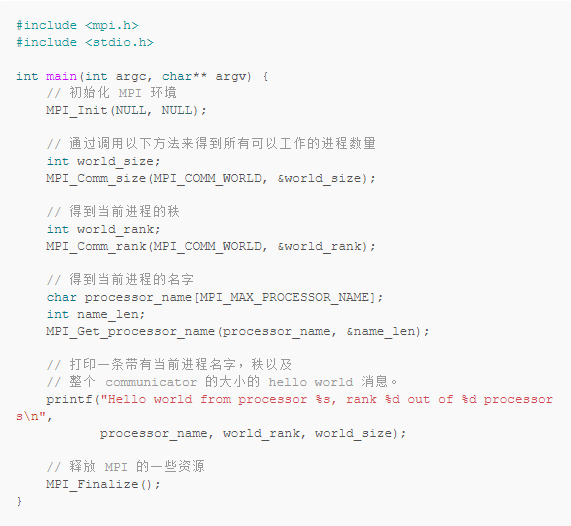 #include <mpi.h>
#include <stdio.h>

int main(int argc, char** argv) {
    // 初始化 MPI 环境
    MPI_Init(NULL, NULL);

    // 通过调用以下方法来得到所有可以工作的进程数量
    int world_size;
    MPI_Comm_size(MPI_COMM_WORLD, &world_size);

    // 得到当前进程的秩
    int world_rank;
    MPI_Comm_rank(MPI_COMM_WORLD, &world_rank);

    // 得到当前进程的名字
    char processor_name[MPI_MAX_PROCESSOR_NAME];
    int name_len;
    MPI_Get_processor_name(processor_name, &name_len);

    // 打印一条带有当前进程名字，秩以及
    // 整个 communicator 的大小的 hello world 消息。
    printf("Hello world from processor %s, rank %d out of %d processor
s\n",
           processor_name, world_rank, world_size);

    // 释放 MPI 的一些资源
    MPI_Finalize();
}